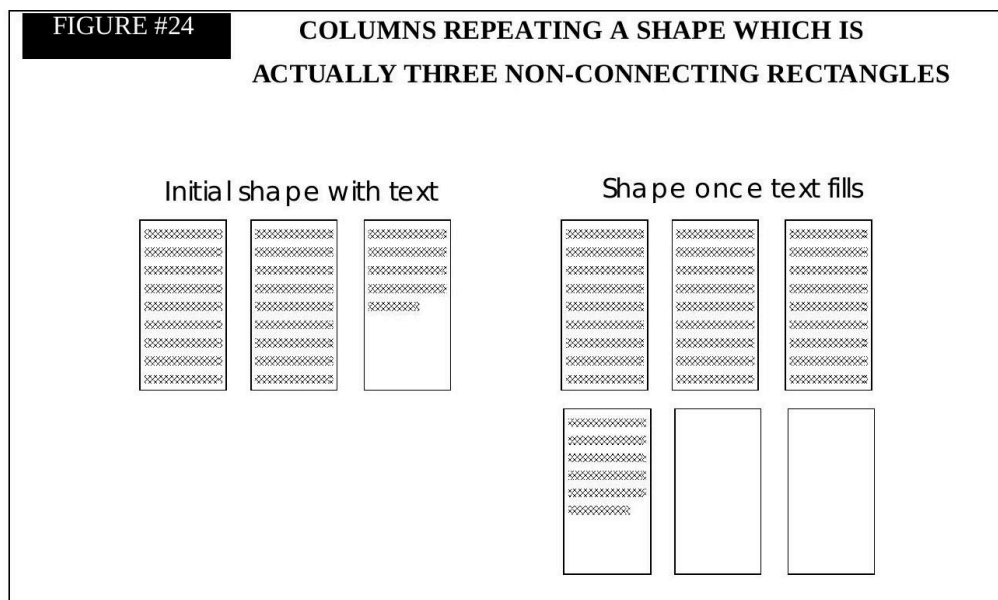 FIGURE #24
COLUMNS REPEATING A SHAPE WHICH IS
ACTUALLY THREE NON-CONNECTING RECTANGLES
Initial shape with text
Shape once text fills